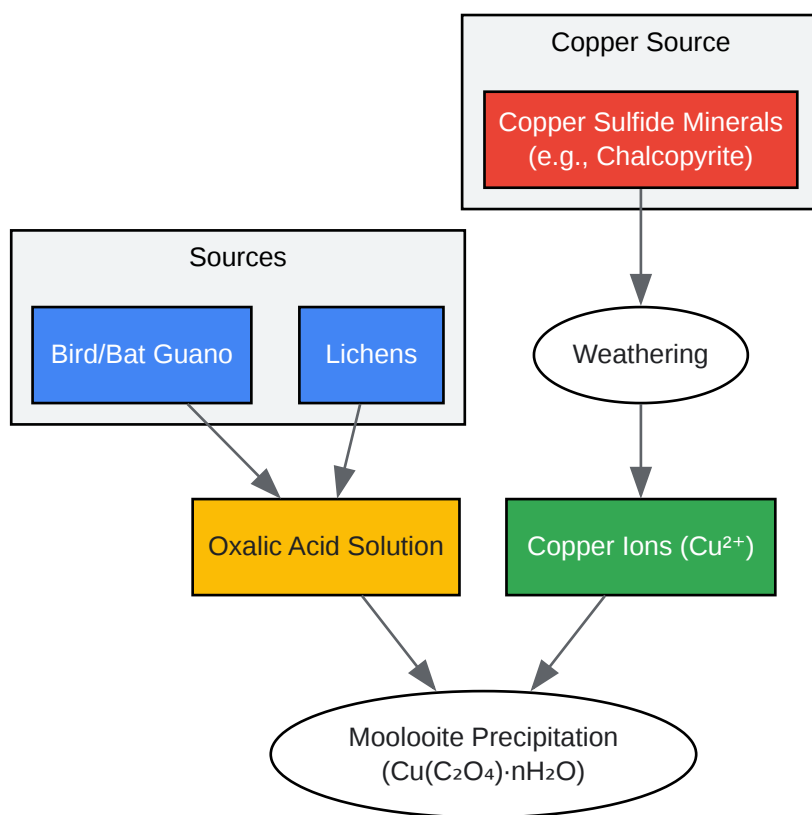 Copper Source
Copper Sulfide Minerals
(e.g., Chalcopyrite)
Sources
Bird/Bat Guano
Lichens
Weathering
Oxalic Acid Solution
Copper Ions (Cu²⁺)
Moolooite Precipitation
(Cu(C₂O₄)·nH₂O)